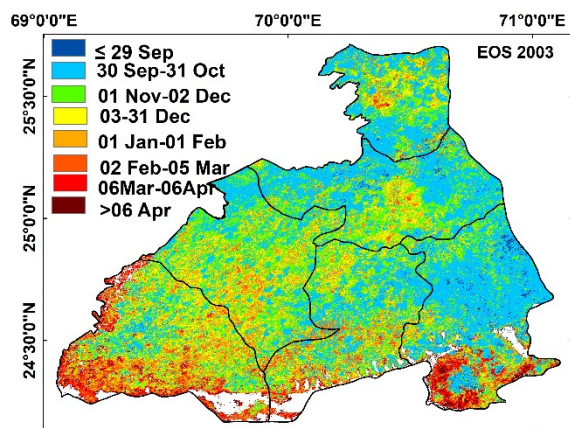 69°0'0"E 70°0'0"E 71°0'0"E
EOS 2003
≤ 29 Sep
30 Sep-31 Oct
01 Nov-02 Dec
03-31 Dec
01 Jan-01 Feb
02 Feb-05 Mar
06Mar-06Apr
>06 Apr
25°30'0"N
25°0'0"N
24°30'0"N